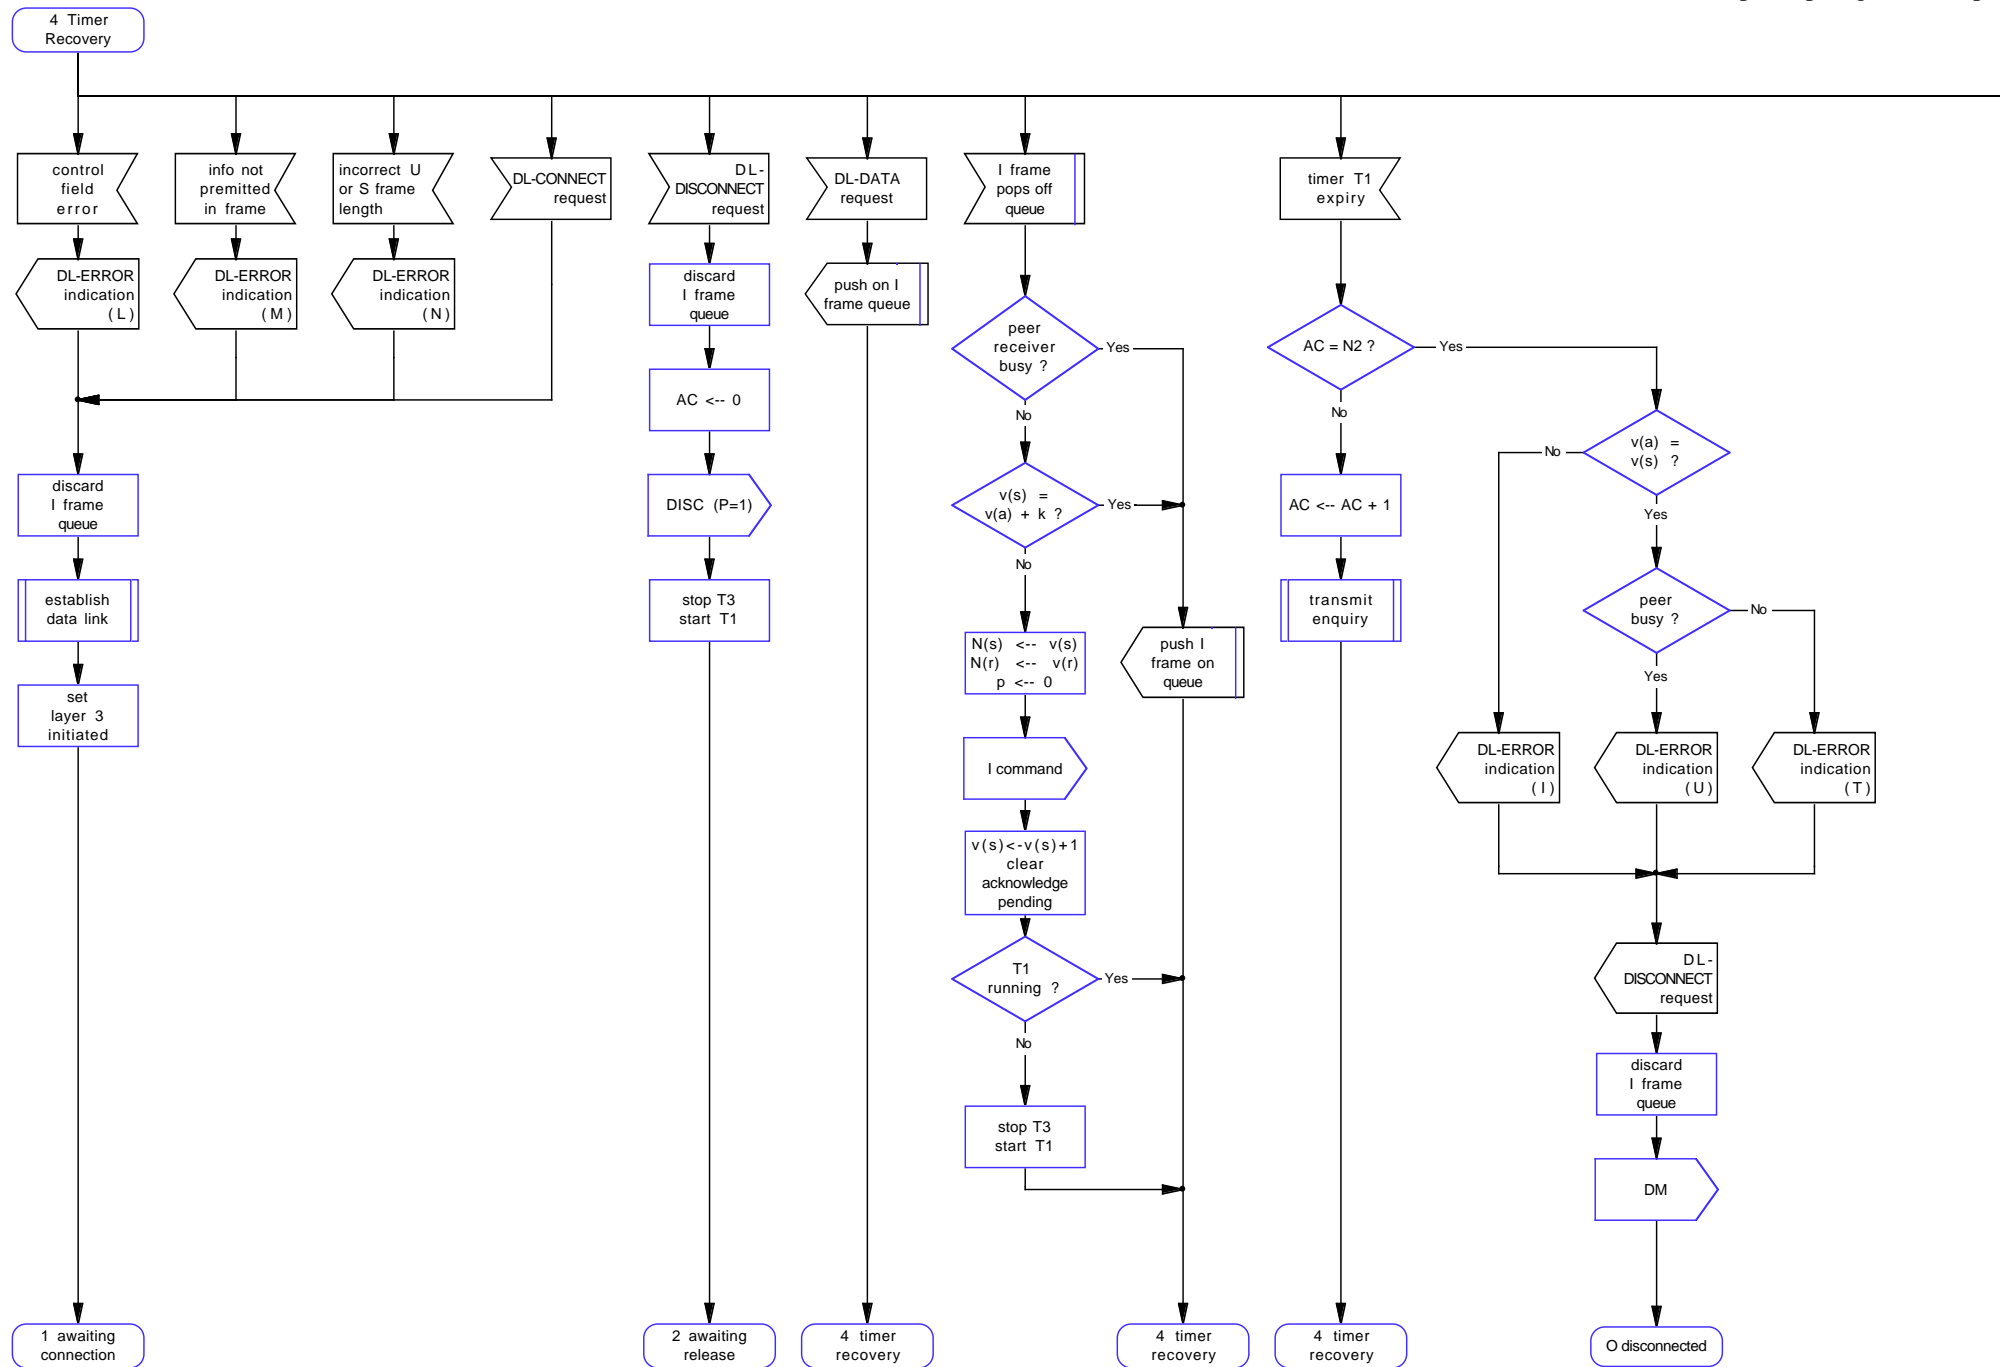 4 Timer
Recovery
control
field
error
info not
premitted
in frame
incorrect U
or S frame
length
DL-CONNECT
request
DL-
DISCONNECT
request
DL-DATA
request
I frame
pops off
queue
timer T1
expiry
DL-ERROR
indication
(L)
DL-ERROR
indication
(M)
DL-ERROR
indication
(N)
discard
I frame
queue
push on I
frame queue
peer
receiver
busy ?
Yes
No
AC = N2 ?
Yes
No
AC <-- 0
v(a) =
v(s) ?
No
Yes
discard
I frame
queue
DISC (P=1)
v(s) =
v(a) + k ?
Yes
No
AC <-- AC + 1
establish
data link
stop T3
start T1
transmit
enquiry
peer
busy ?
No
Yes
set
layer 3
initiated
N(s) <-- v(s)
N(r) <-- v(r)
p <-- 0
push I
frame on
queue
I command
DL-ERROR
indication
(I)
DL-ERROR
indication
(U)
DL-ERROR
indication
(T)
v(s)<-v(s)+1
clear
acknowledge
pending
T1
running ?
Yes
No
DL-
DISCONNECT
request
stop T3
start T1
discard
I frame
queue
DM
1 awaiting
connection
2 awaiting
release
4 timer
recovery
4 timer
recovery
4 timer
recovery
O disconnected